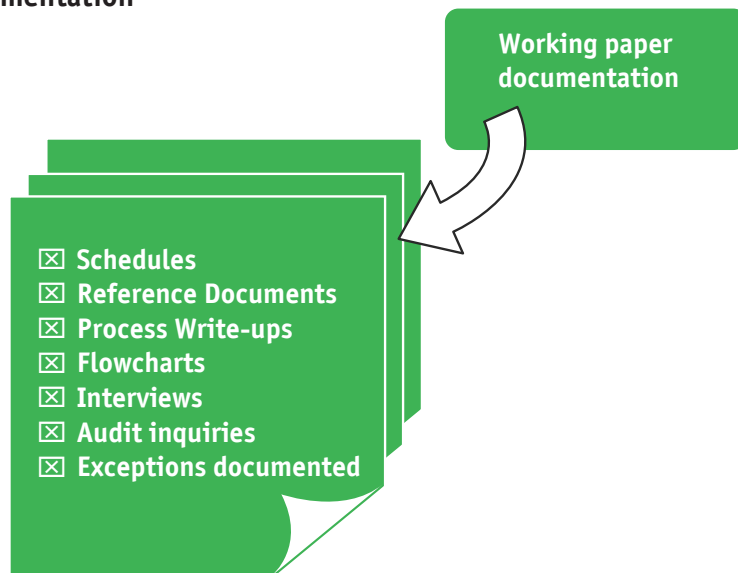 mentation
Working paper
documentation
☒ Schedules
☒ Reference Documents
☒ Process Write-ups
☒ Flowcharts
☒ Interviews
☒ Audit inquiries
☒ Exceptions documented